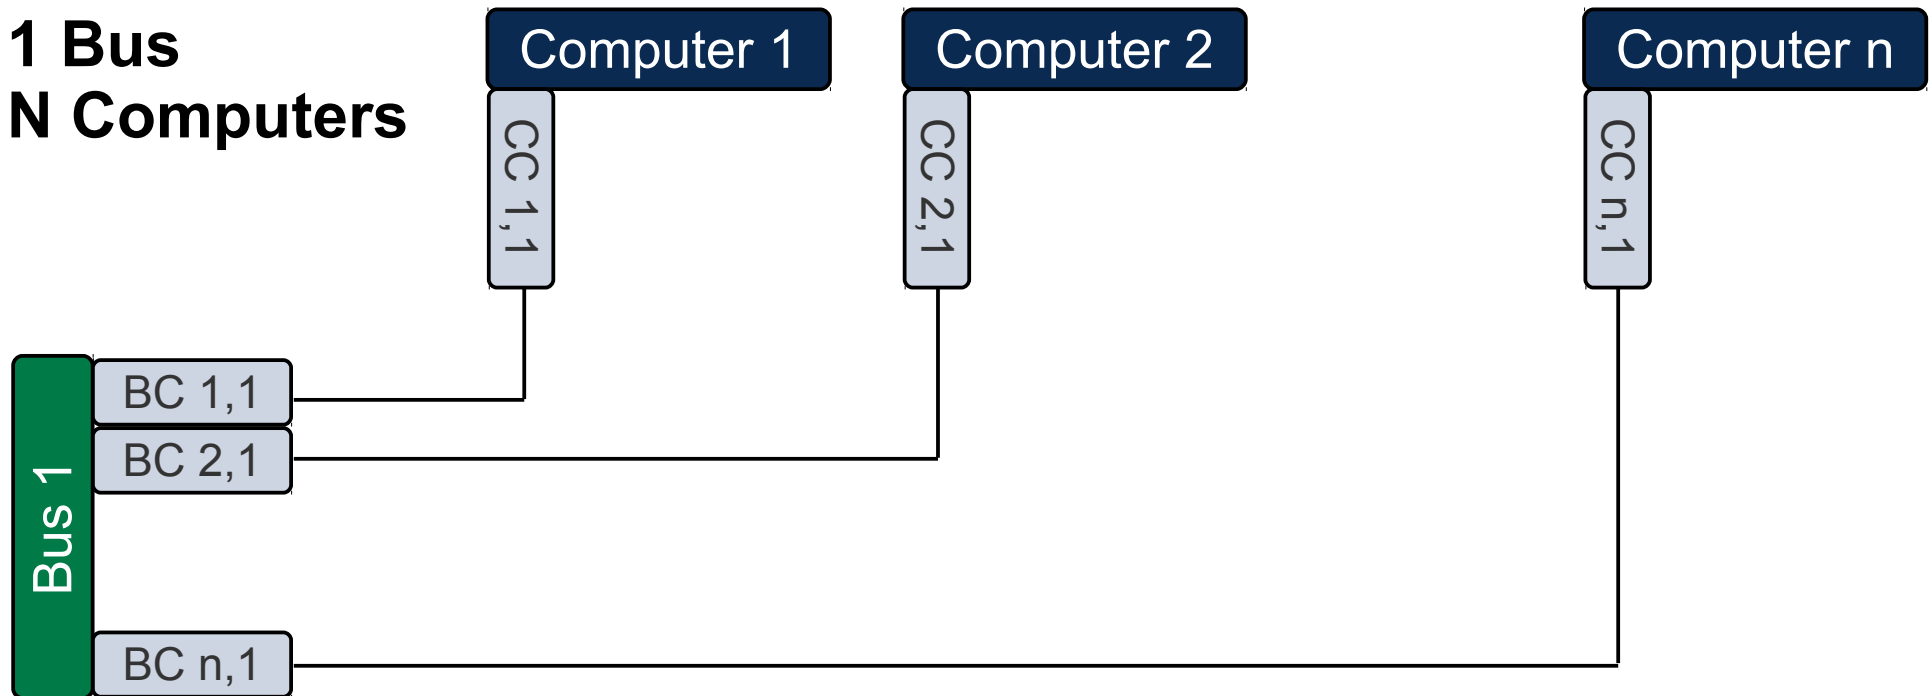 1 Bus
N Computers
Computer 1
Computer 2
Computer n
CC 1,1
CC 2,1
CC n,1
Bus 1
BC 1,1
BC 2,1
BC n,1